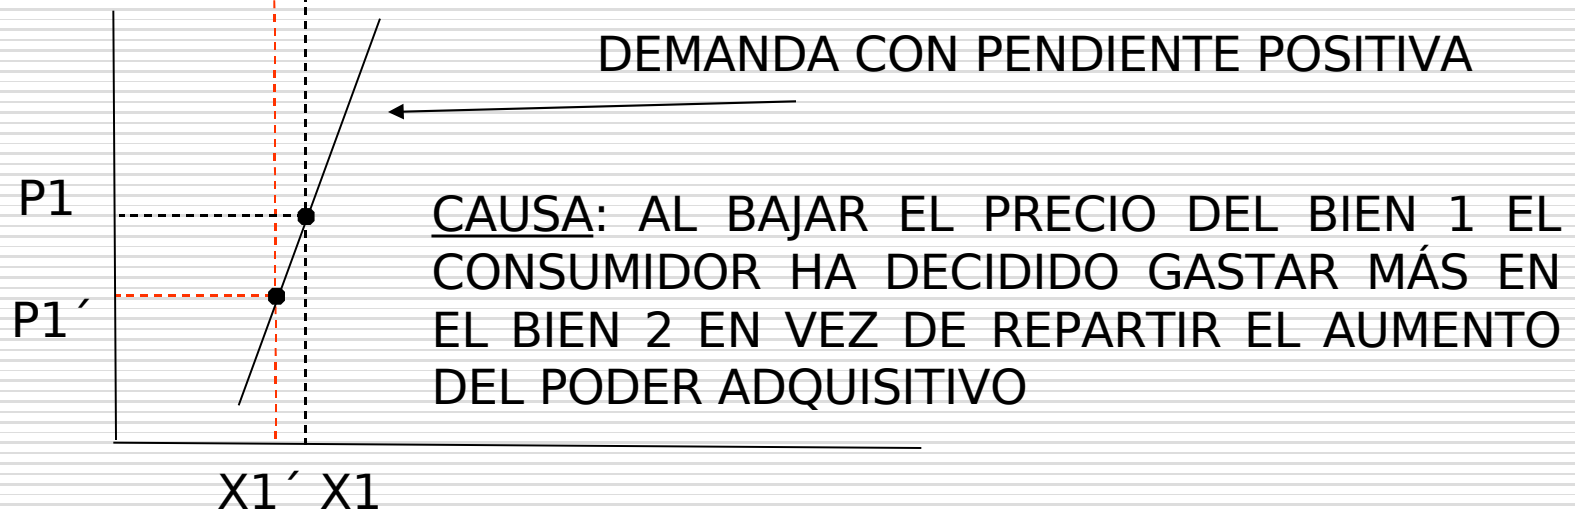 DEMANDA CON PENDIENTE POSITIVA
P1
CAUSA: AL BAJAR EL PRECIO DEL BIEN 1 EL
CONSUMIDOR HA DECIDIDO GASTAR MÁS EN
P1´
EL BIEN 2 EN VEZ DE REPARTIR EL AUMENTO
DEL PODER ADQUISITIVO
X1´ X1